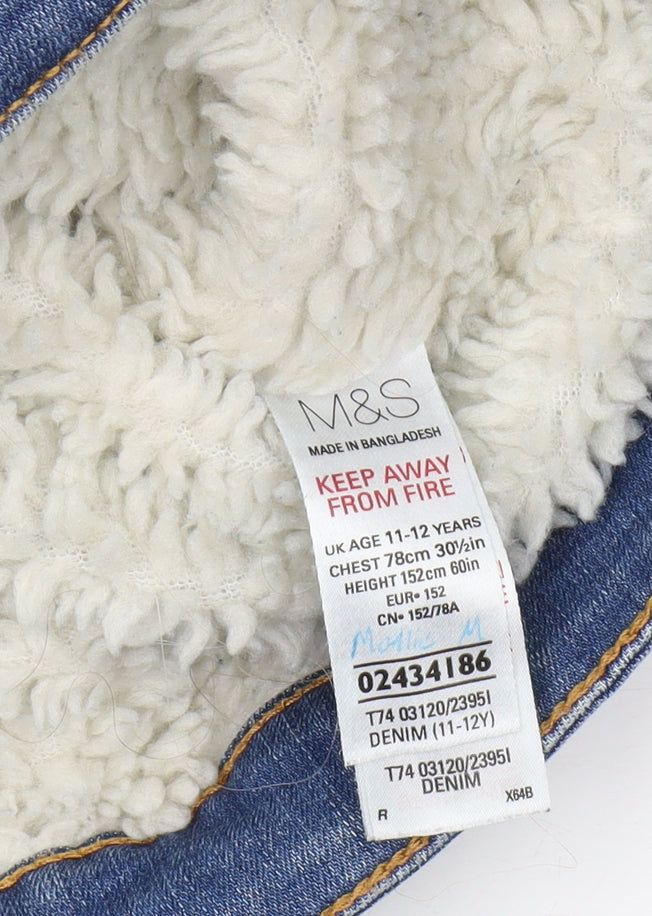 M&S
MADE IN BANGLADESH
KEEP AWAY
FROM FIRE
UK AGE 11-12 YEARS
CHEST 78cm 30½in
HEIGHT 152cm 60in
EUR• 152
CN• 152/78A
M
02434186
T74 03120/2395I
DENIM (11-12Y)
T74 03120/2395I
DENIM
R X64B